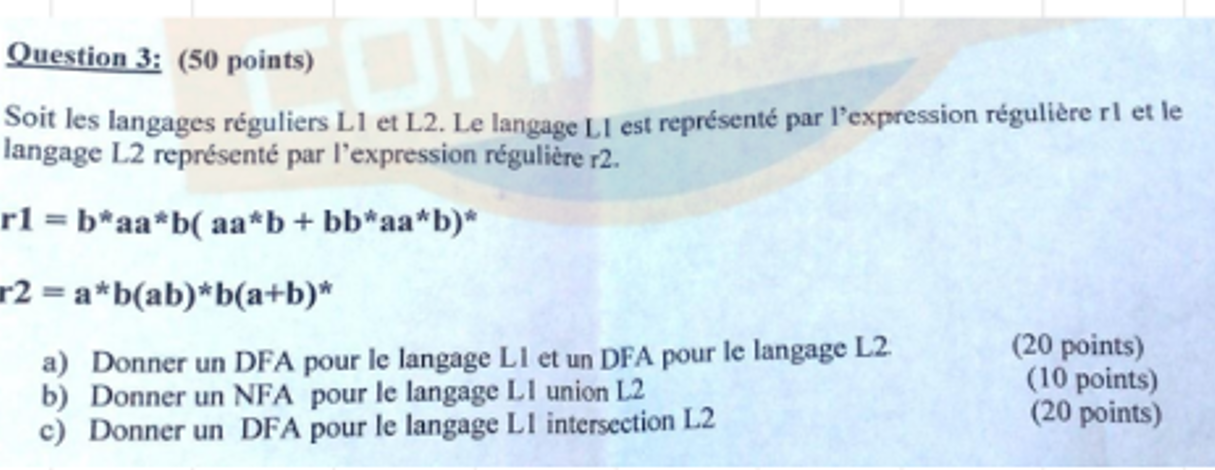 COMMIT
Question 3: (50 points)
Soit les langages réguliers L1 et L2. Le langage L1 est représenté par l'expression régulière r1 et le
langage L2 représenté par l'expression régulière r2.
r1 = b*aa*b( aa*b + bb*aa*b)*
r2 = a*b(ab)*b(a+b)*
a) Donner un DFA pour le langage L1 et un DFA pour le langage L2. (20 points)
b) Donner un NFA pour le langage L1 union L2 (10 points)
c) Donner un DFA pour le langage L1 intersection L2 (20 points)